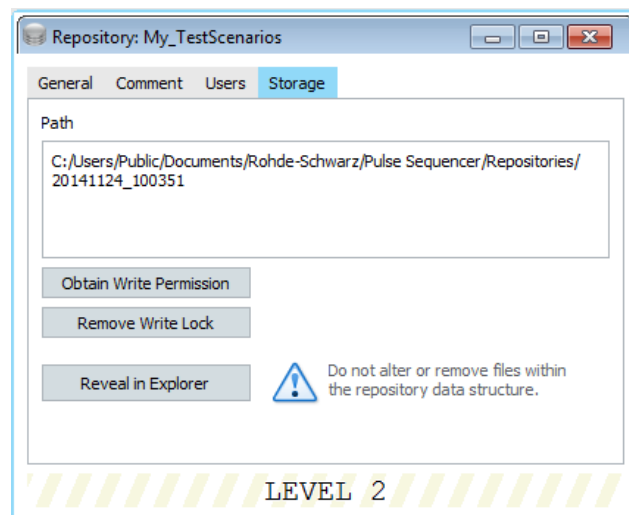 Repository: My_TestScenarios
General Comment Users Storage
Path
C:/Users/Public/Documents/Rohde-Schwarz/Pulse Sequencer/Repositories/
20141124_100351
Obtain Write Permission
Remove Write Lock
Reveal in Explorer
Do not alter or remove files within
the repository data structure.
LEVEL 2